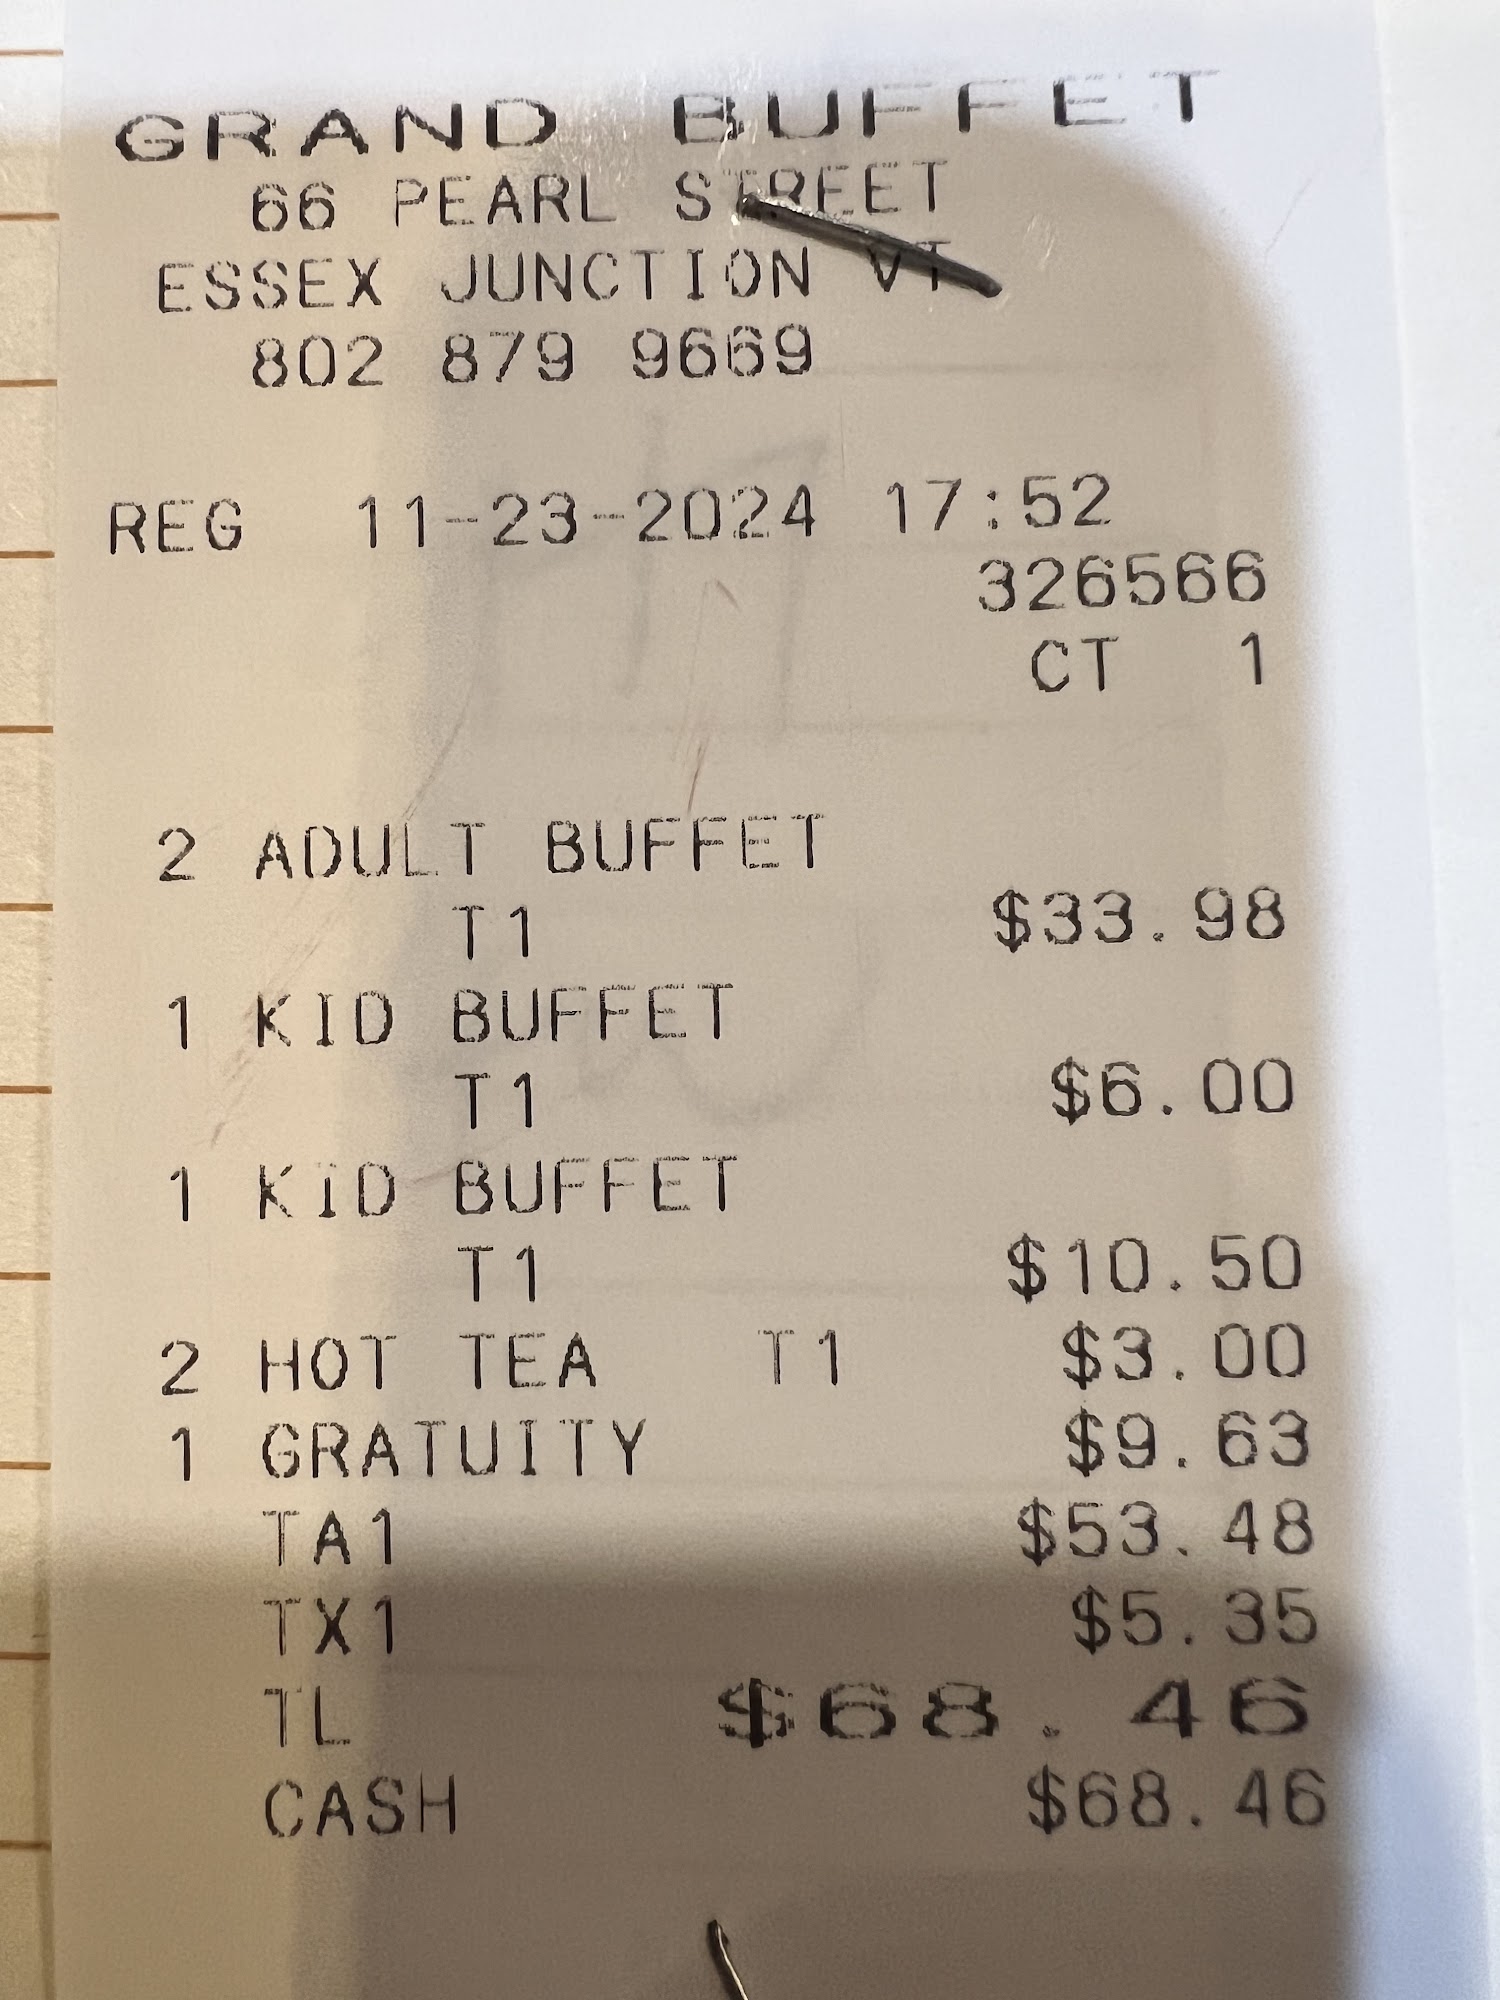 GRAND BUFFET
66 PEARL STREET
ESSEX JUNCTION VT
802 879 9669
REG 11-23-2024 17:52
326566
CT 1
2 ADULT BUFFET
T1 $33.98
1 KID BUFFET
T1 $6.00
1 KID BUFFET
T1 $10.50
2 HOT TEA T1 $3.00
1 GRATUITY $9.63
TA1 $53.48
TX1 $5.35
TL $68.46
CASH $68.46